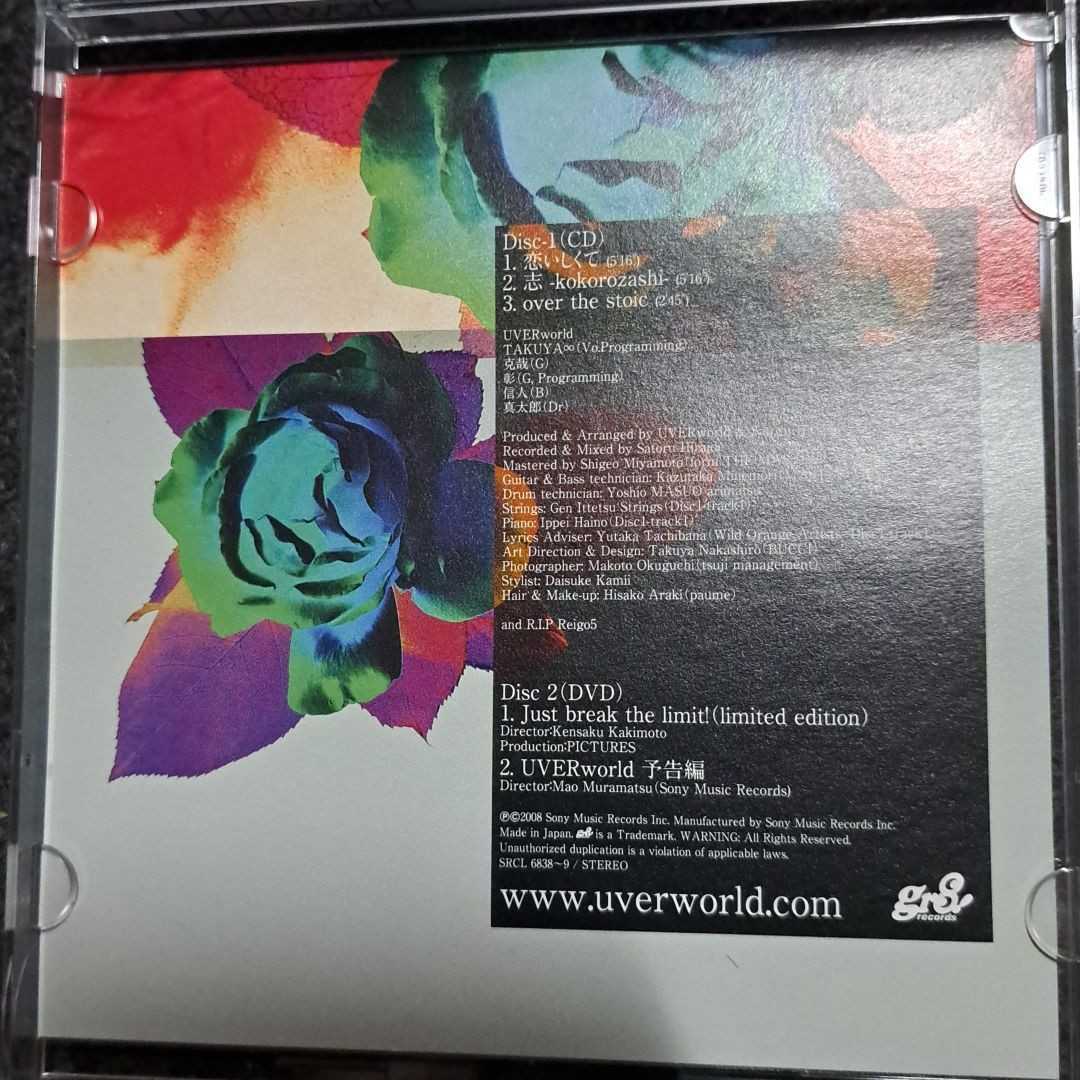 Disc-1(CD)
1. 恋いしくて (5'16")
2. 志 -kokorozashi- (5'16")
3. over the stoic (2'45")
UVERworld
TAKUYA∞(Vo.Programming)
克哉(G)
彰(G, Programming)
信人(B)
真太郎(Dr)
Produced & Arranged by UVERworld &
Recorded & Mixed by Satoru
Mastered by Shigeo Miyamoto
Guitar & Bass technician: Kazutaka
Drum technician: Yoshio MASUO
Strings: Gen Ittetsu Strings(Disc1-track1)
Piano: Ippei Haino(Disc1-track1)
Lyrics Adviser: Yutaka Tachibana(Wild Orange Artists
Art Direction & Design: Takuya Nakashiro(BUCCI)
Photographer: Makoto Okuguchi(tsuji management)
Stylist: Daisuke Kamii
Hair & Make-up: Hisako Araki(paume)
and R.I.P Reigo5
Disc 2(DVD)
1. Just break the limit!(limited edition)
Director:Kensaku Kakimoto
Production:PICTURES
2. UVERworld 予告編
Director:Mao Muramatsu(Sony Music Records)
℗©2008 Sony Music Records Inc. Manufactured by Sony Music Records Inc.
Made in Japan. gr8! is a Trademark. WARNING: All Rights Reserved.
Unauthorized duplication is a violation of applicable laws.
SRCL 6838~9 / STEREO
www.uverworld.com
gr8!
records